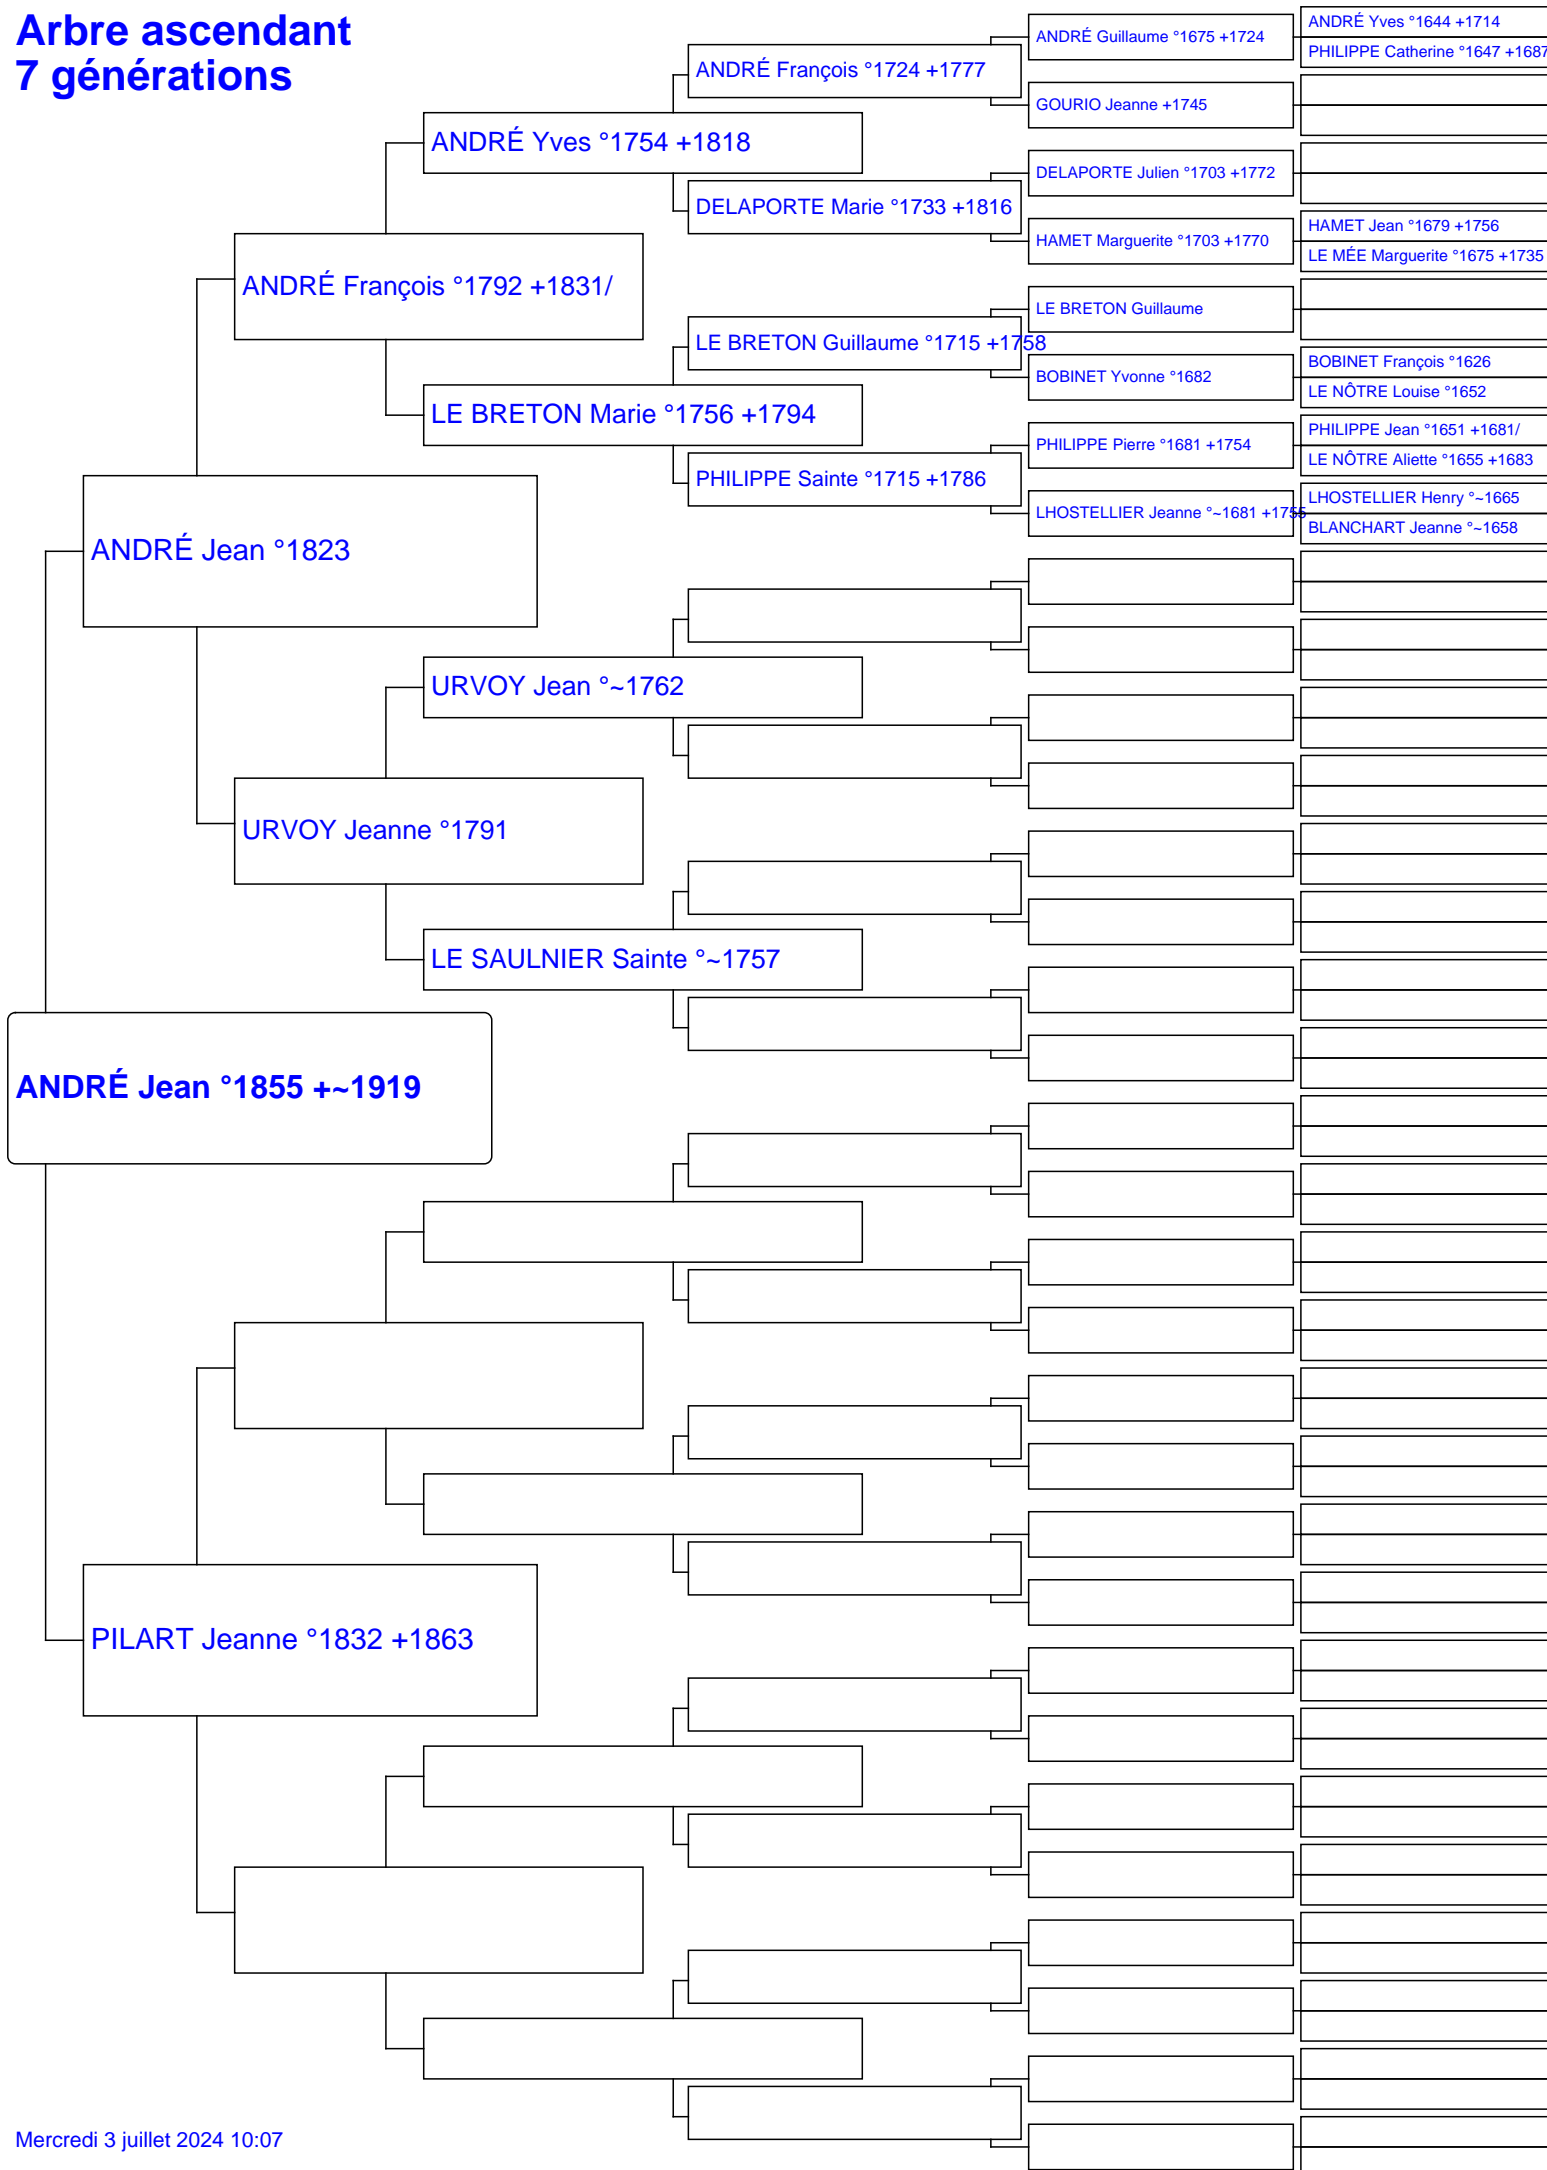 Arbre ascendant
7 générations
ANDRÉ Jean °1855 +~1919
ANDRÉ Jean °1823
PILART Jeanne °1832 +1863
ANDRÉ François °1792 +1831/
URVOY Jeanne °1791
ANDRÉ Yves °1754 +1818
LE BRETON Marie °1756 +1794
URVOY Jean °~1762
LE SAULNIER Sainte °~1757
ANDRÉ François °1724 +1777
DELAPORTE Marie °1733 +1816
LE BRETON Guillaume °1715 +1758
PHILIPPE Sainte °1715 +1786
ANDRÉ Guillaume °1675 +1724
GOURIO Jeanne +1745
DELAPORTE Julien °1703 +1772
HAMET Marguerite °1703 +1770
LE BRETON Guillaume
BOBINET Yvonne °1682
PHILIPPE Pierre °1681 +1754
LHOSTELLIER Jeanne °~1681 +1755
ANDRÉ Yves °1644 +1714
PHILIPPE Catherine °1647 +1687
HAMET Jean °1679 +1756
LE MÉE Marguerite °1675 +1735
BOBINET François °1626
LE NÔTRE Louise °1652
PHILIPPE Jean °1651 +1681/
LE NÔTRE Aliette °1655 +1683
LHOSTELLIER Henry °~1665
BLANCHART Jeanne °~1658
Mercredi 3 juillet 2024 10:07